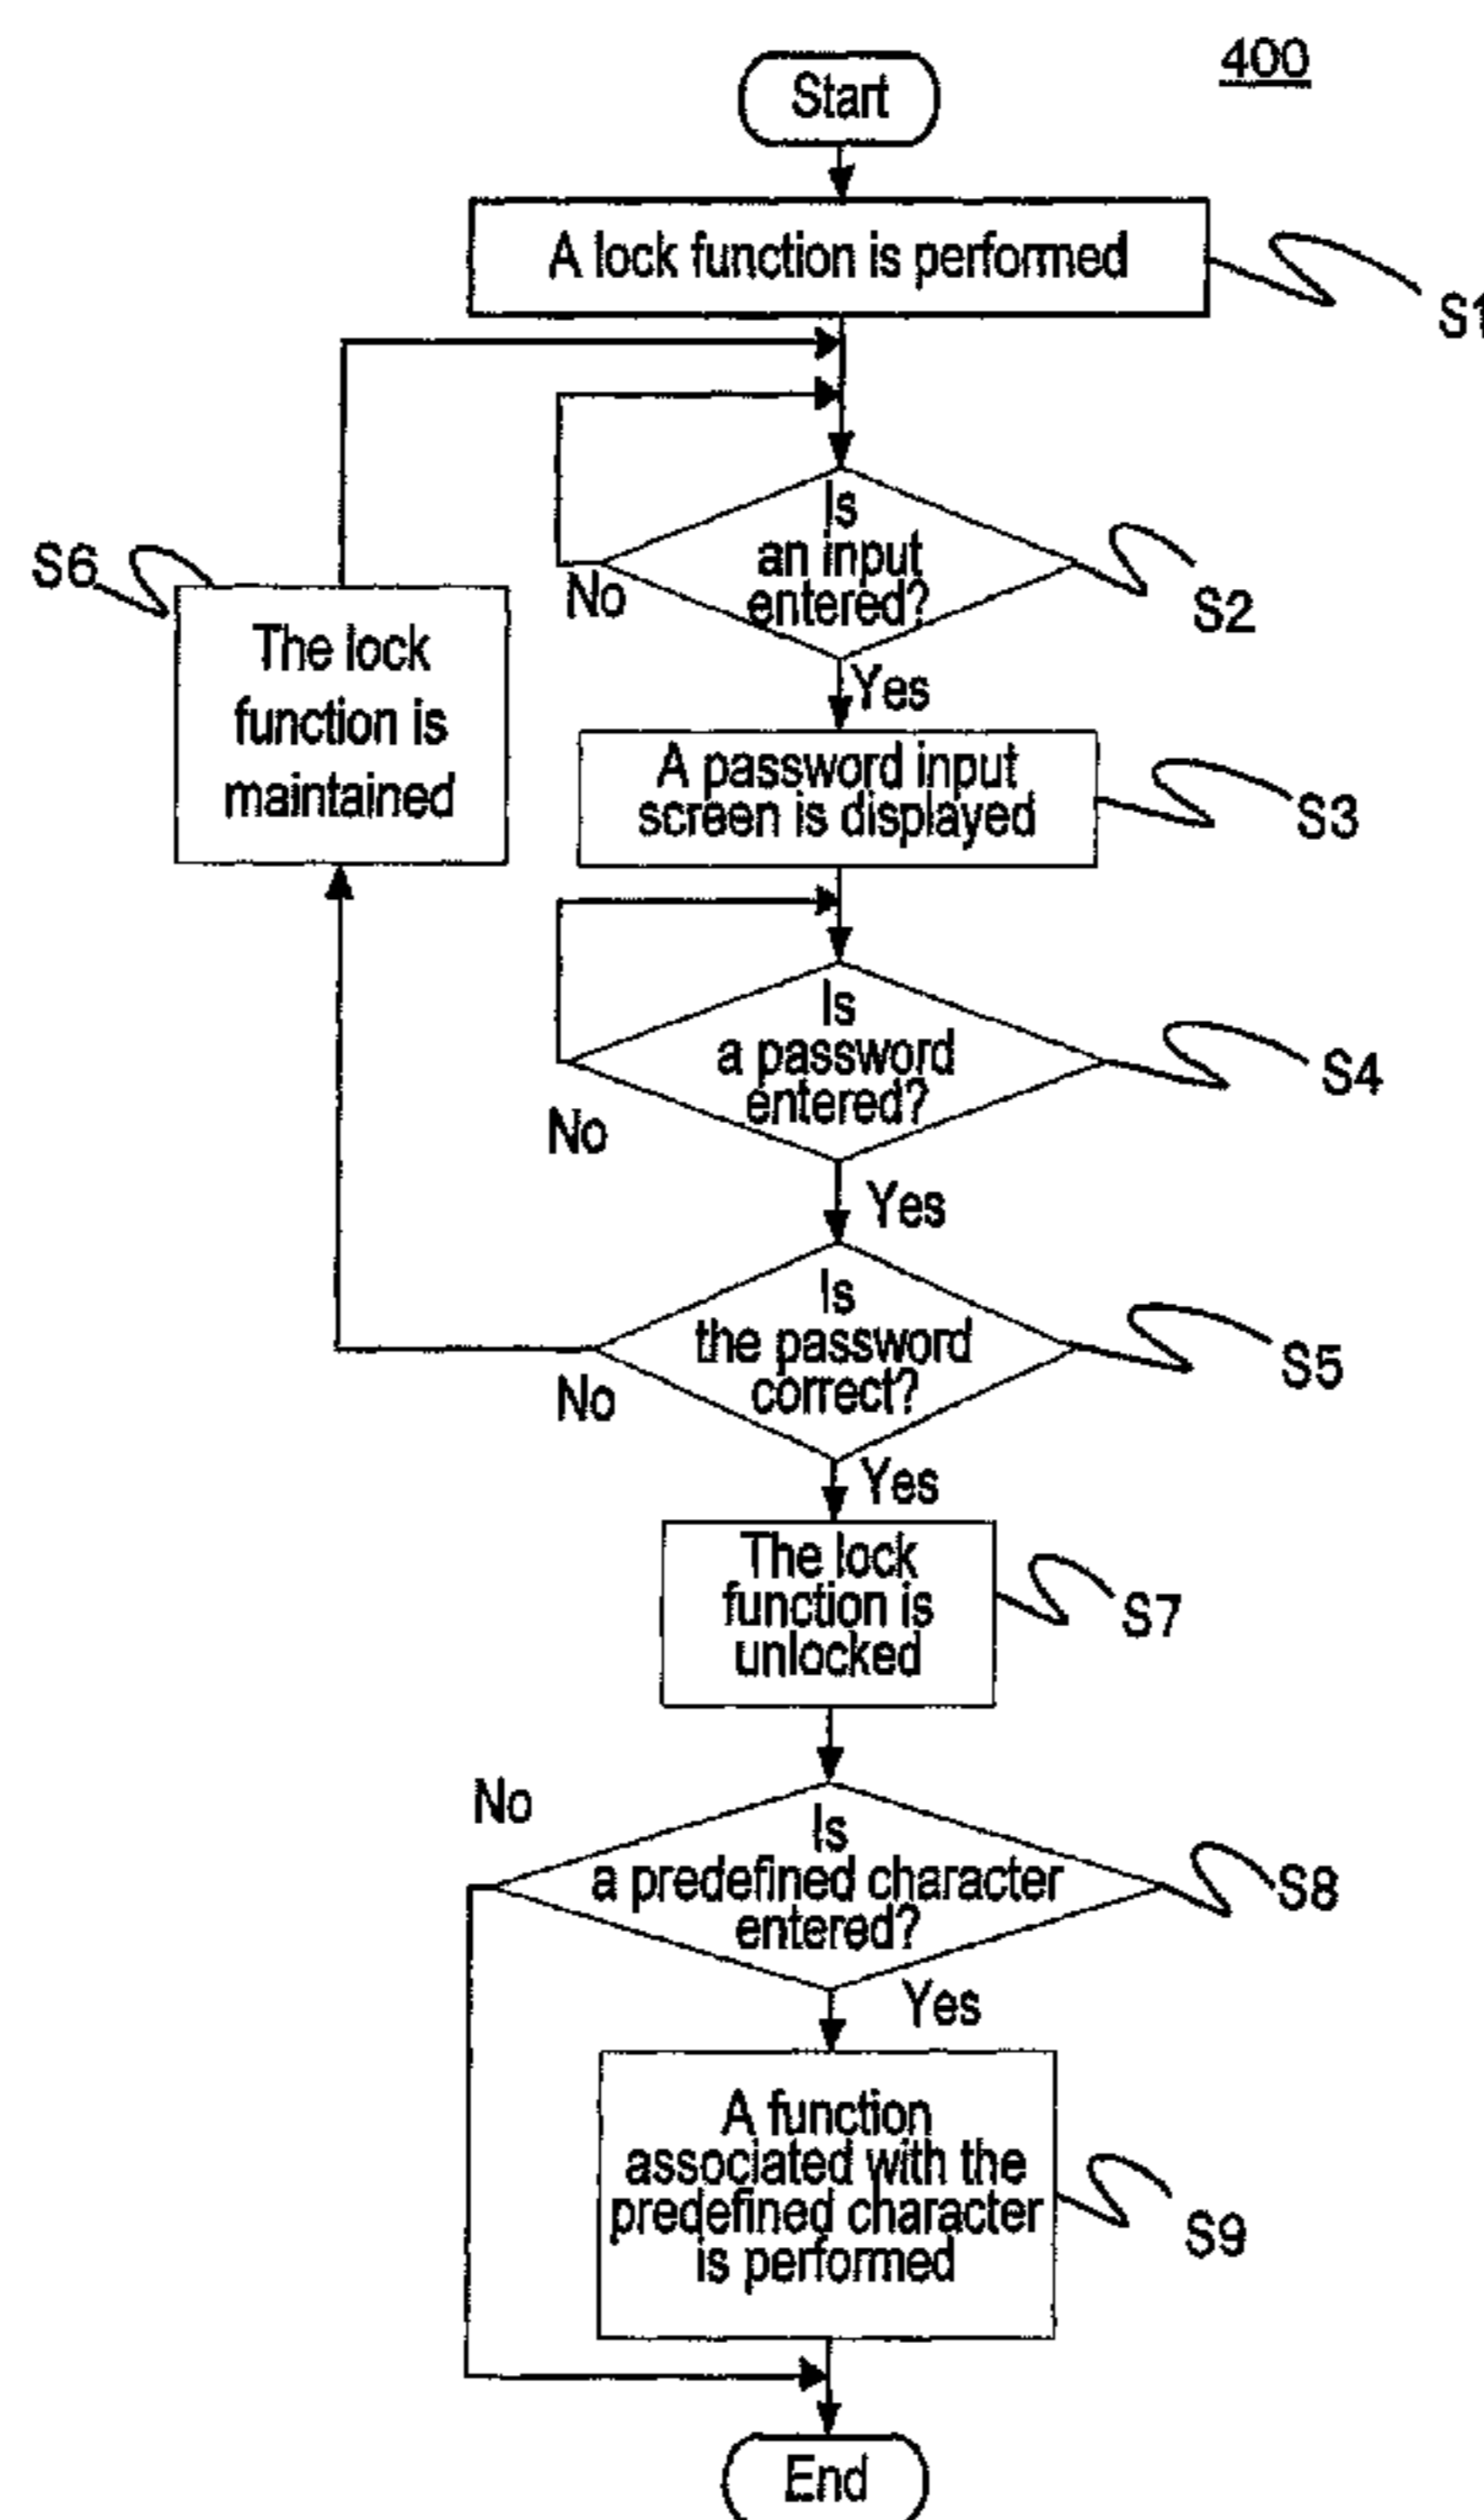 400
Start
A lock function is performed
S1
Is
an input
entered?
No
S2
S6
The lock
function is
maintained
Yes
A password input
screen is displayed
S3
Is
a password
entered?
S4
No
Yes
Is
the password
correct?
S5
No
Yes
The lock
function is
unlocked
S7
No
Is
a predefined character
entered?
S8
Yes
A function
associated with the
predefined character
is performed
S9
End